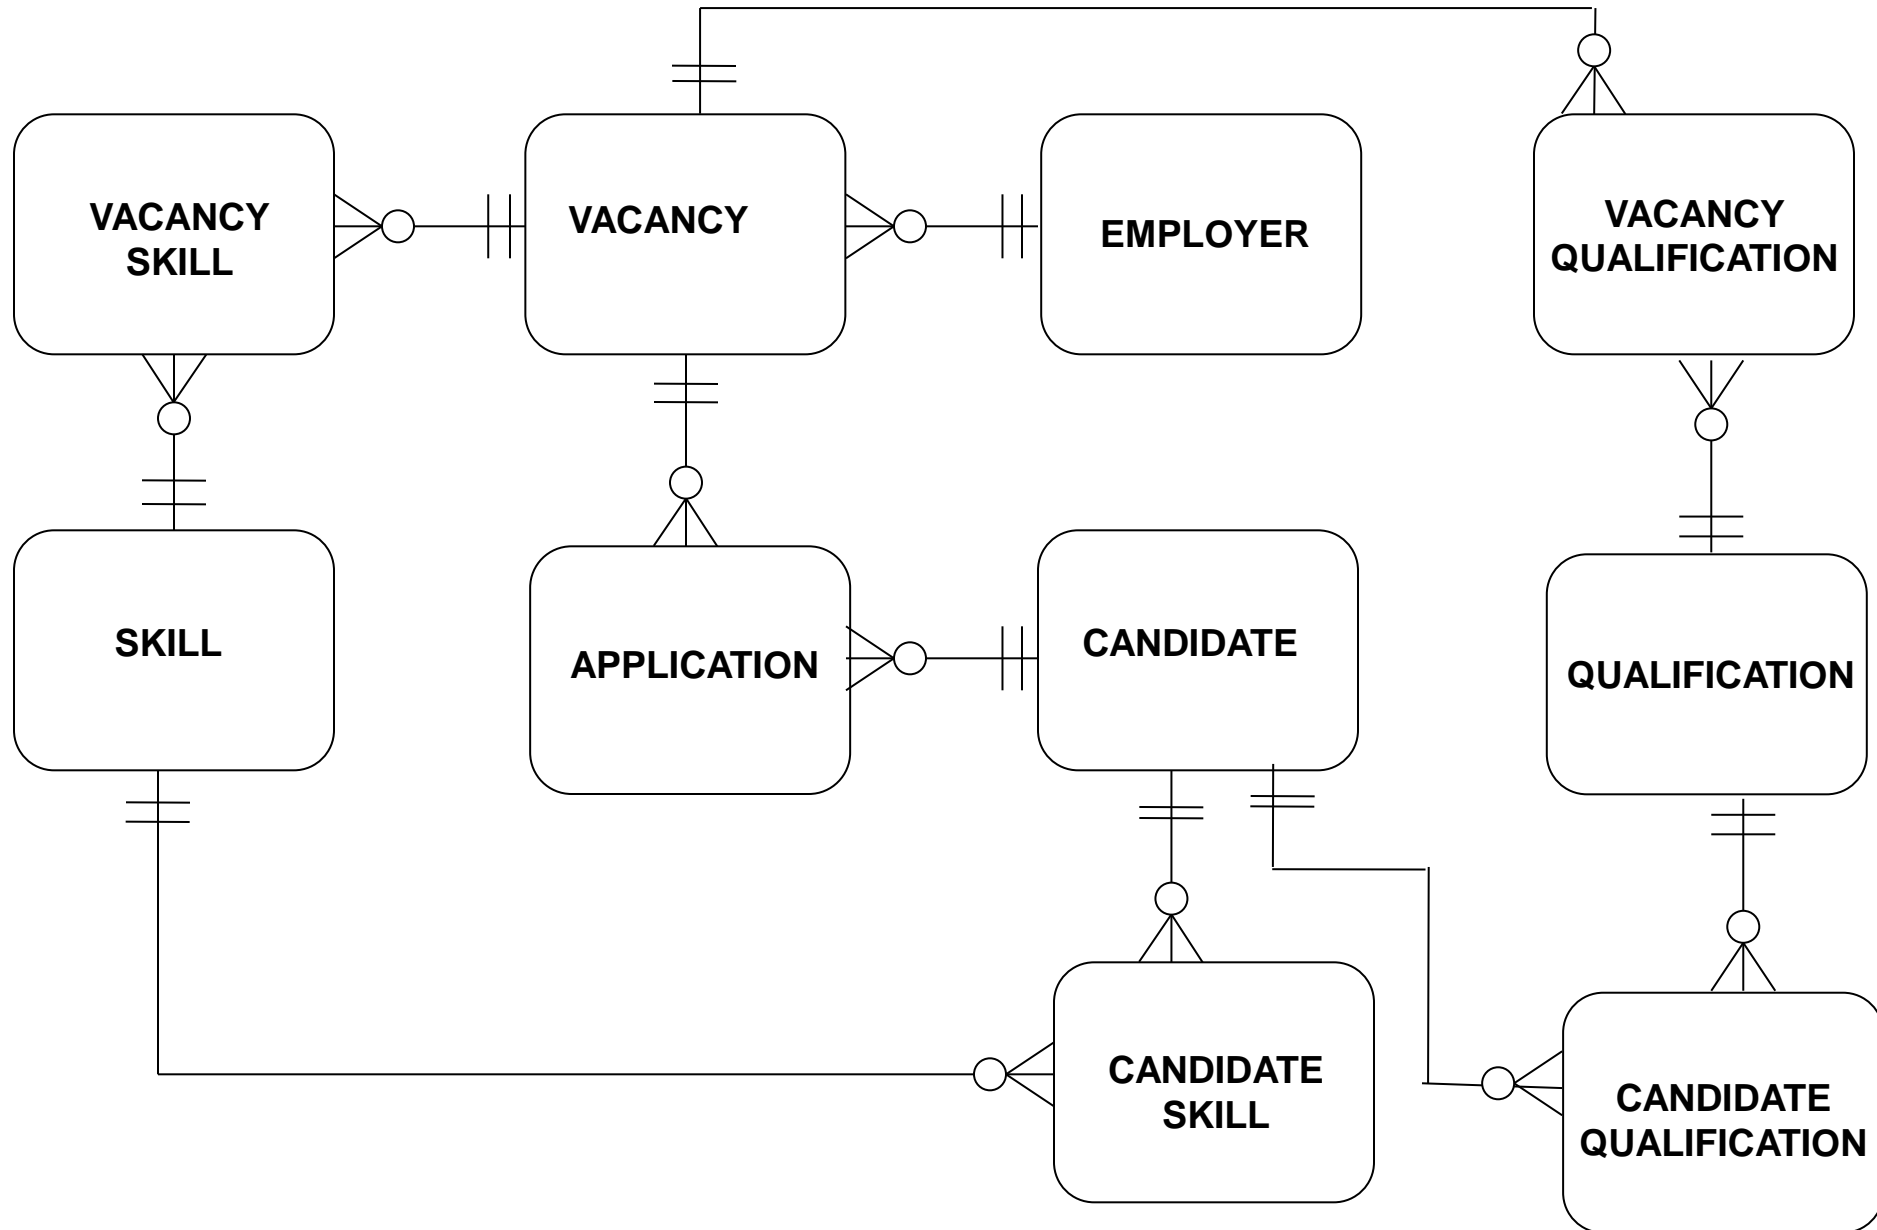 VACANCY
SKILL
VACANCY
EMPLOYER
VACANCY
QUALIFICATION
SKILL
APPLICATION
CANDIDATE
QUALIFICATION
CANDIDATE
SKILL
CANDIDATE
QUALIFICATION